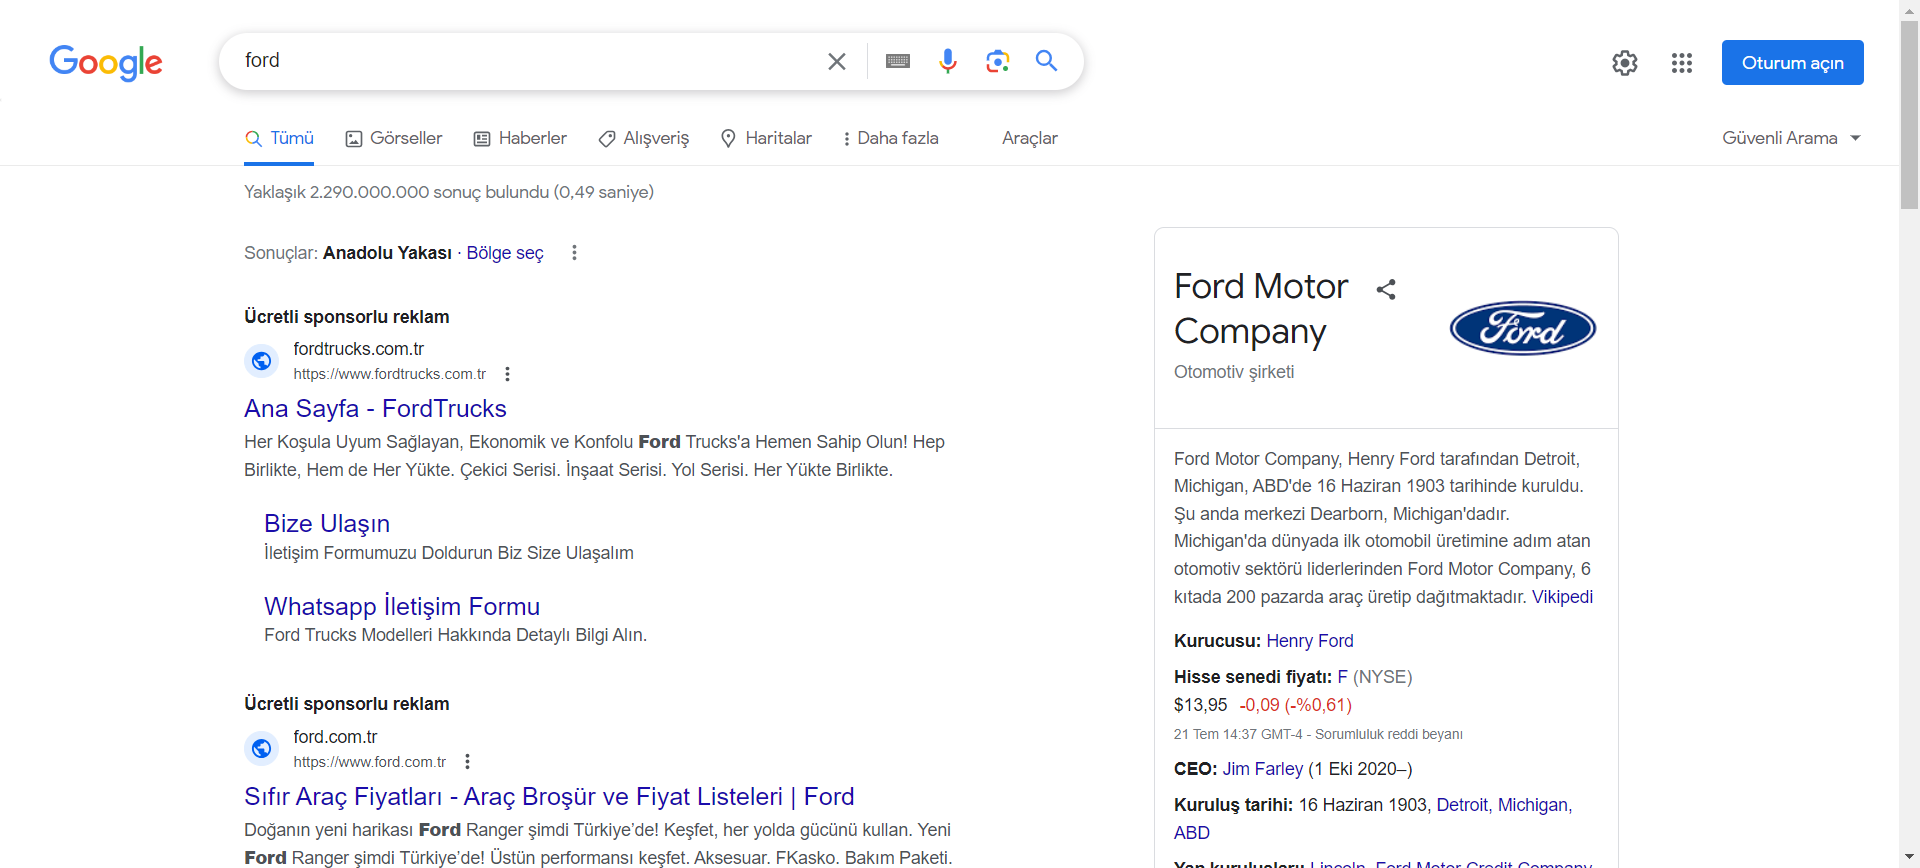 Google
ford
Oturum açın
Tümü
Görseller
Haberler
Alışveriş
Haritalar
Daha fazla
Araçlar
Güvenli Arama
Yaklaşık 2.290.000.000 sonuç bulundu (0,49 saniye)
Sonuçlar: Anadolu Yakası · Bölge seç
Ücretli sponsorlu reklam
fordtrucks.com.tr
https://www.fordtrucks.com.tr
Ana Sayfa - FordTrucks
Her Koşula Uyum Sağlayan, Ekonomik ve Konfolu Ford Trucks'a Hemen Sahip Olun! Hep
Birlikte, Hem de Her Yükte. Çekici Serisi. İnşaat Serisi. Yol Serisi. Her Yükte Birlikte.
Bize Ulaşın
İletişim Formumuzu Doldurun Biz Size Ulaşalım
Whatsapp İletişim Formu
Ford Trucks Modelleri Hakkında Detaylı Bilgi Alın.
Ücretli sponsorlu reklam
ford.com.tr
https://www.ford.com.tr
Sıfır Araç Fiyatları - Araç Broşür ve Fiyat Listeleri | Ford
Doğanın yeni harikası Ford Ranger şimdi Türkiye’de! Keşfet, her yolda gücünü kullan. Yeni
Ford Ranger şimdi Türkiye’de! Üstün performansı keşfet. Aksesuar. FKasko. Bakım Paketi.
Ford Motor
Company
Ford
Otomotiv şirketi
Ford Motor Company, Henry Ford tarafından Detroit,
Michigan, ABD'de 16 Haziran 1903 tarihinde kuruldu.
Şu anda merkezi Dearborn, Michigan'dadır.
Michigan'da dünyada ilk otomobil üretimine adım atan
otomotiv sektörü liderlerinden Ford Motor Company, 6
kıtada 200 pazarda araç üretip dağıtmaktadır. Vikipedi
Kurucusu: Henry Ford
Hisse senedi fiyatı: F (NYSE)
$13,95 -0,09 (-%0,61)
21 Tem 14:37 GMT-4 - Sorumluluk reddi beyanı
CEO: Jim Farley (1 Eki 2020–)
Kuruluş tarihi: 16 Haziran 1903, Detroit, Michigan,
ABD
Yan kuruluşları: Lincoln, Ford Motor Credit Company